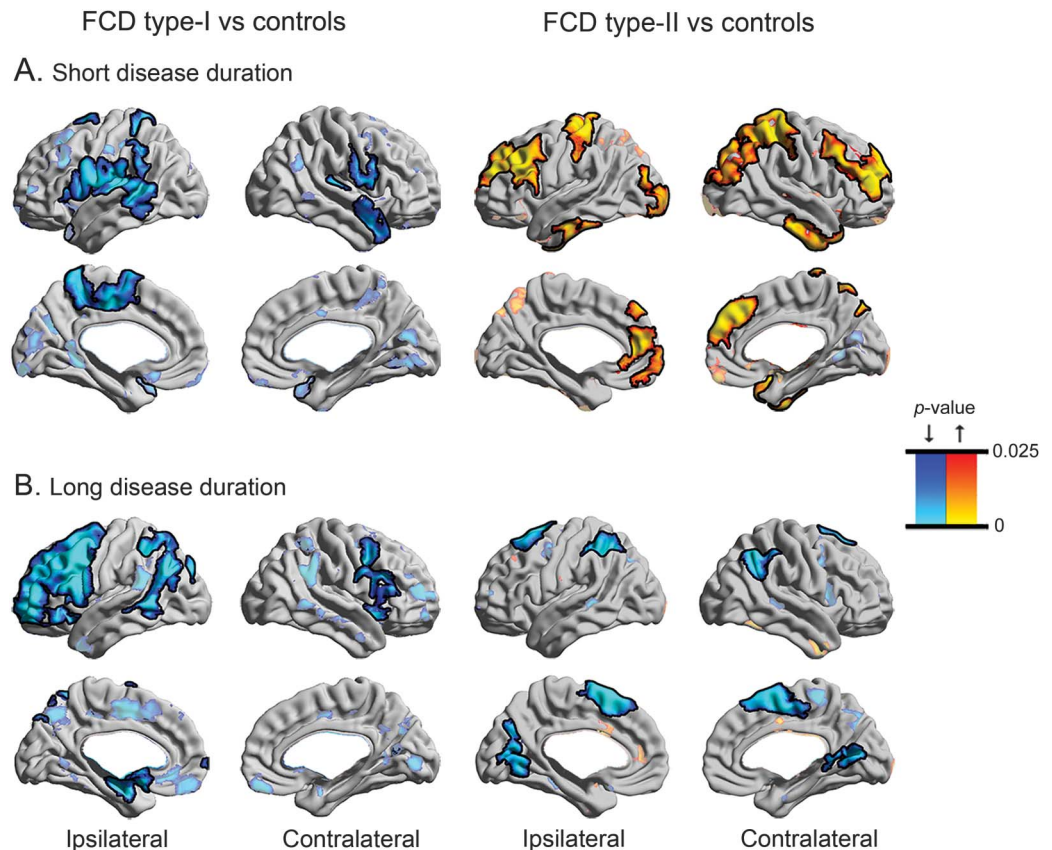 FCD type-I vs controls
FCD type-II vs controls
A. Short disease duration
p-value
↓ ↑
0.025
0
B. Long disease duration
Ipsilateral
Contralateral
Ipsilateral
Contralateral